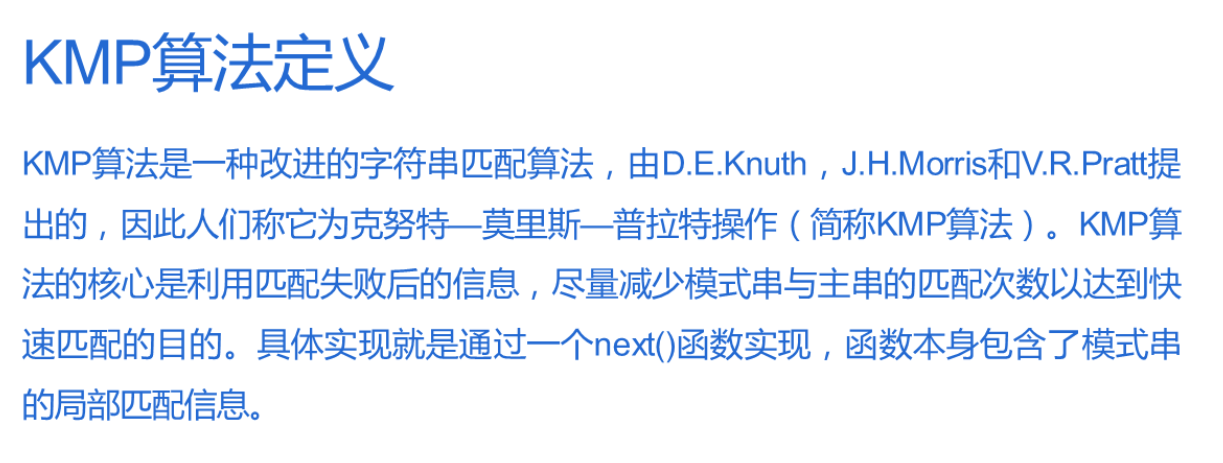 KMP算法定义
KMP算法是一种改进的字符串匹配算法，由D.E.Knuth，J.H.Morris和V.R.Pratt提
出的，因此人们称它为克努特—莫里斯—普拉特操作（简称KMP算法）。KMP算
法的核心是利用匹配失败后的信息，尽量减少模式串与主串的匹配次数以达到快
速匹配的目的。具体实现就是通过一个next()函数实现，函数本身包含了模式串
的局部匹配信息。